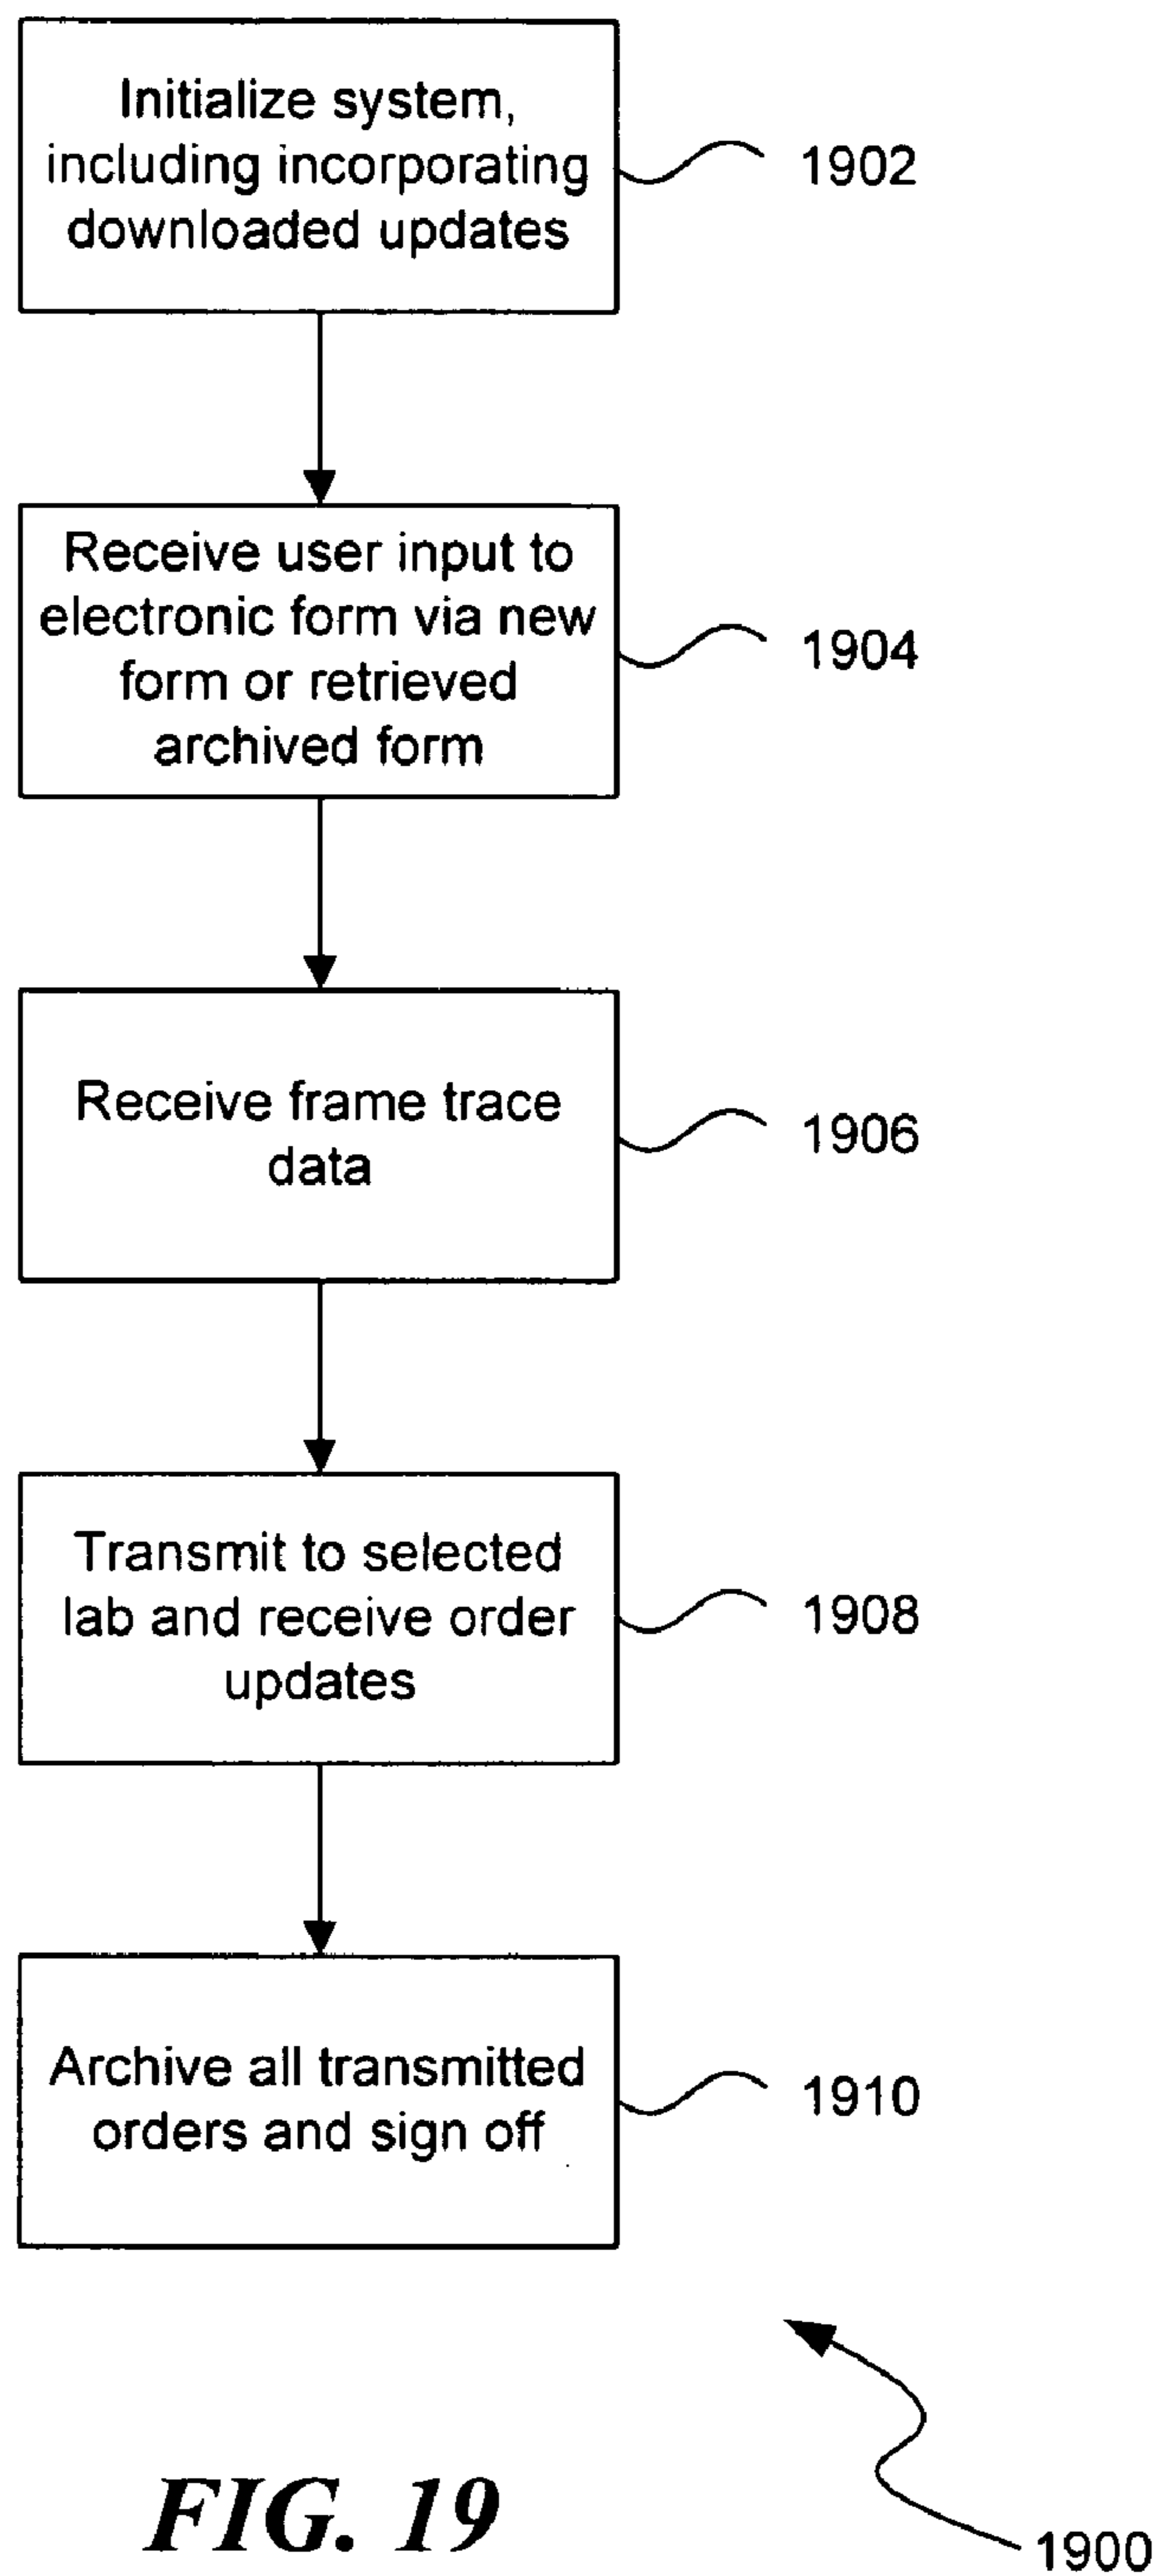 Initialize system,
including incorporating
downloaded updates
1902
Receive user input to
electronic form via new
form or retrieved
archived form
1904
Receive frame trace
data
1906
Transmit to selected
lab and receive order
updates
1908
Archive all transmitted
orders and sign off
1910
FIG. 19
1900